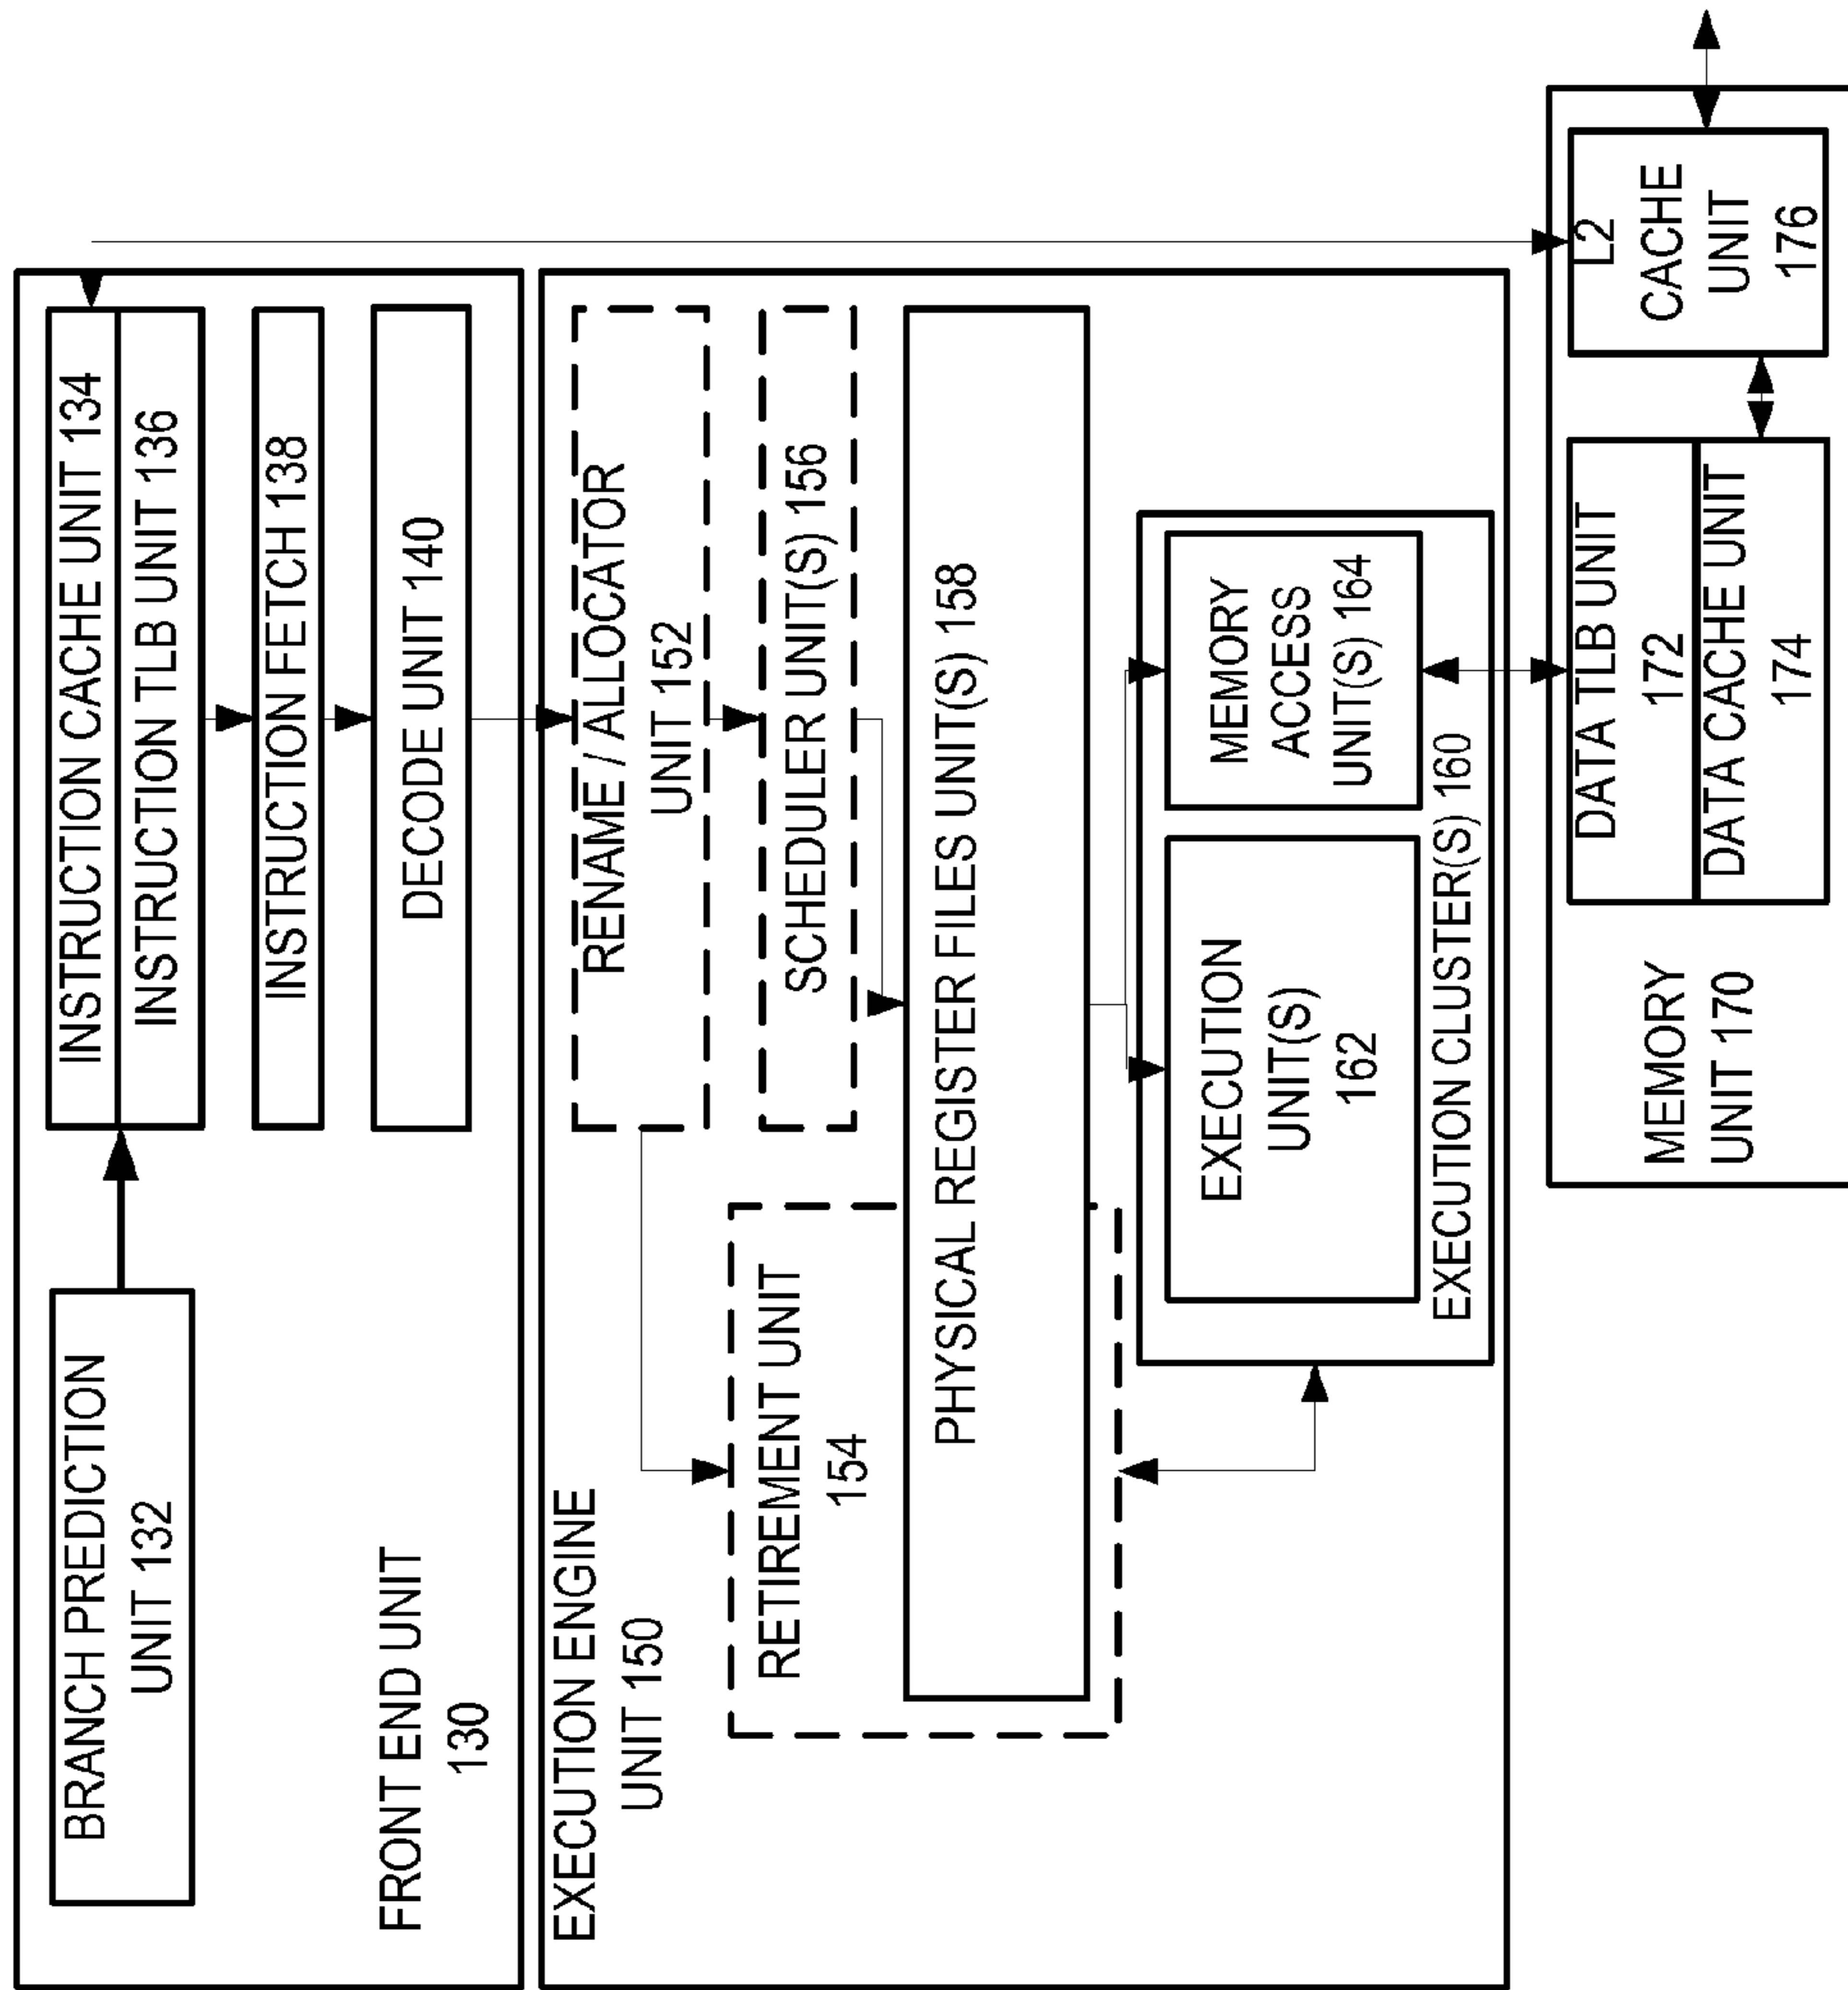 BRANCH PREDICTION
UNIT 132
INSTRUCTION CACHE UNIT 134
INSTRUCTION TLB UNIT 136
INSTRUCTION FETCH 138
DECODE UNIT 140
FRONT END UNIT
130
EXECUTION ENGINE
UNIT 150
RENAME / ALLOCATOR
UNIT 152
RETIREMENT UNIT
154
SCHEDULER UNIT(S) 156
PHYSICAL REGISTER FILES UNIT(S) 158
EXECUTION
UNIT(S)
162
MEMORY
ACCESS
UNIT(S) 164
EXECUTION CLUSTER(S) 160
MEMORY
UNIT 170
DATA TLB UNIT
172
DATA CACHE UNIT
174
L2
CACHE
UNIT
176